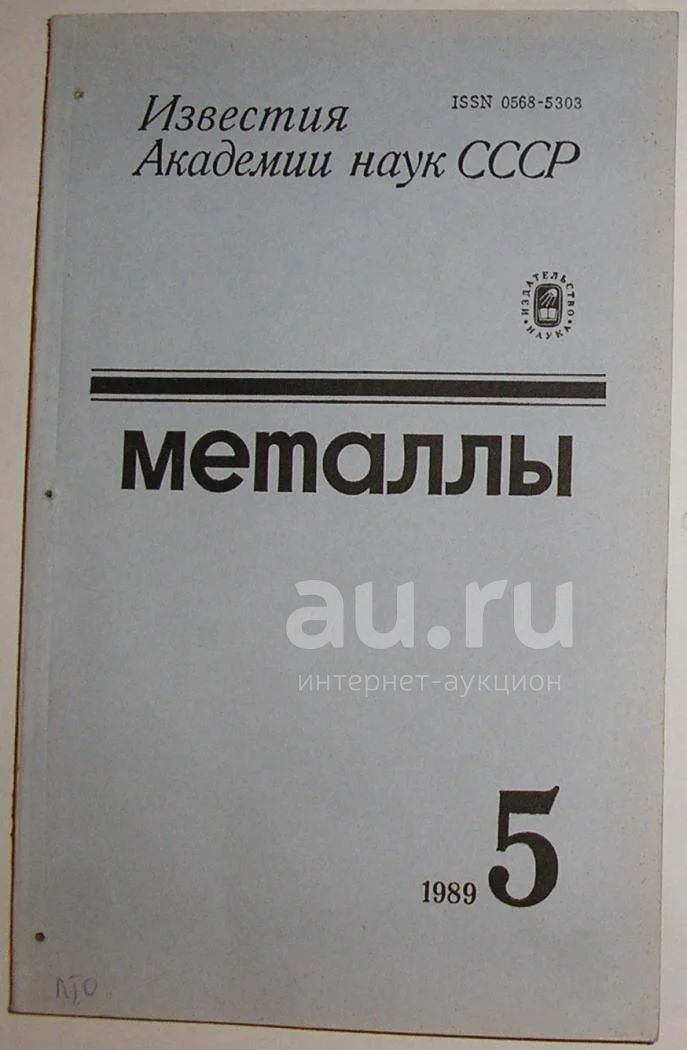 ISSN 0568-5303
Известия
Академии наук СССР
ИЗДАТЕЛЬСТВО
НАУКА
металлы
au.ru
интернет-аукцион
1989 5